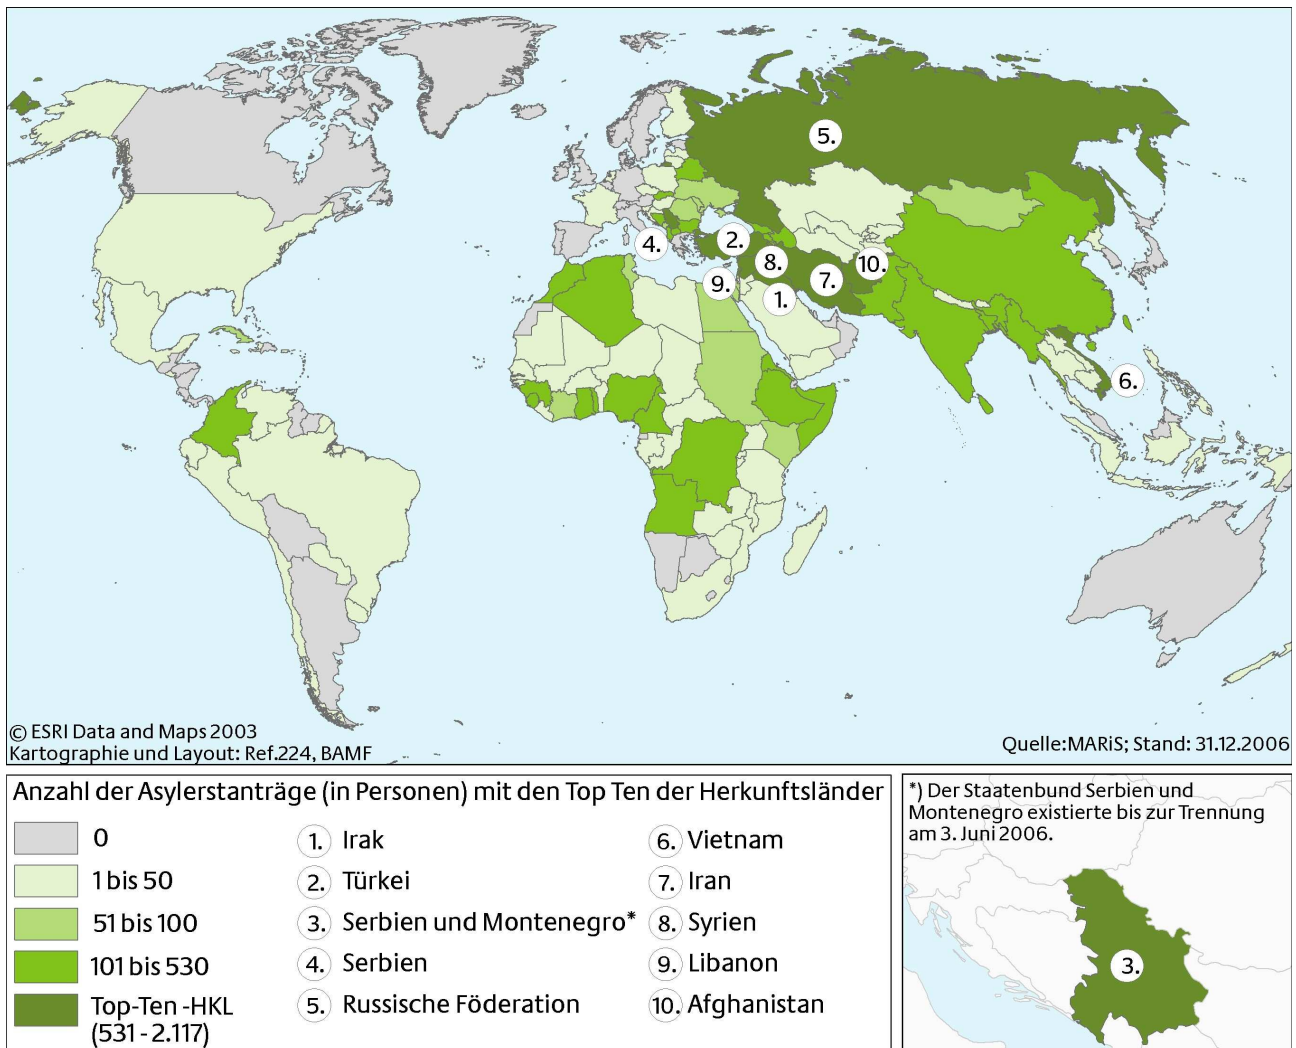 5.
4.
2.
8.
10.
9.
7.
1.
6.
© ESRI Data and Maps 2003
Kartographie und Layout: Ref.224, BAMF
Quelle:MARiS; Stand: 31.12.2006
Anzahl der Asylerstanträge (in Personen) mit den Top Ten der Herkunftsländer
0
1 bis 50
51 bis 100
101 bis 530
Top-Ten -HKL
(531 - 2.117)
1. Irak
2. Türkei
3. Serbien und Montenegro*
4. Serbien
5. Russische Föderation
6. Vietnam
7. Iran
8. Syrien
9. Libanon
10. Afghanistan
*) Der Staatenbund Serbien und
Montenegro existierte bis zur Trennung
am 3. Juni 2006.
3.